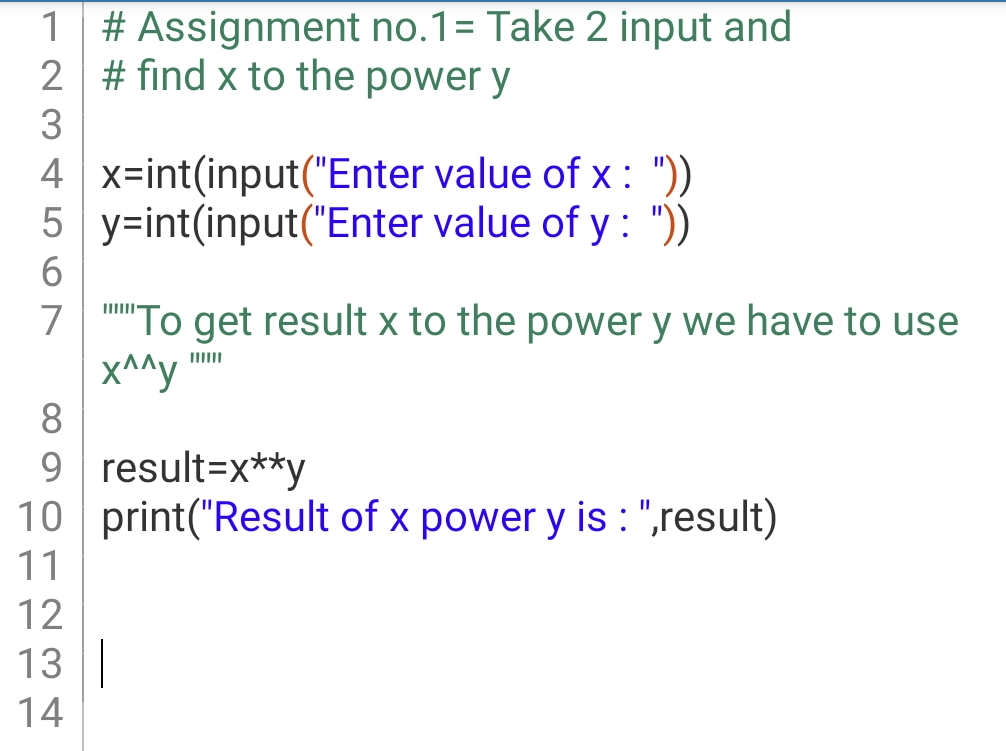 1 # Assignment no.1= Take 2 input and
2 # find x to the power y
3
4 x=int(input("Enter value of x :  "))
5 y=int(input("Enter value of y :  "))
6
7 """To get result x to the power y we have to use
x^^y """
8
9 result=x**y
10 print("Result of x power y is : ",result)
11
12
13
14